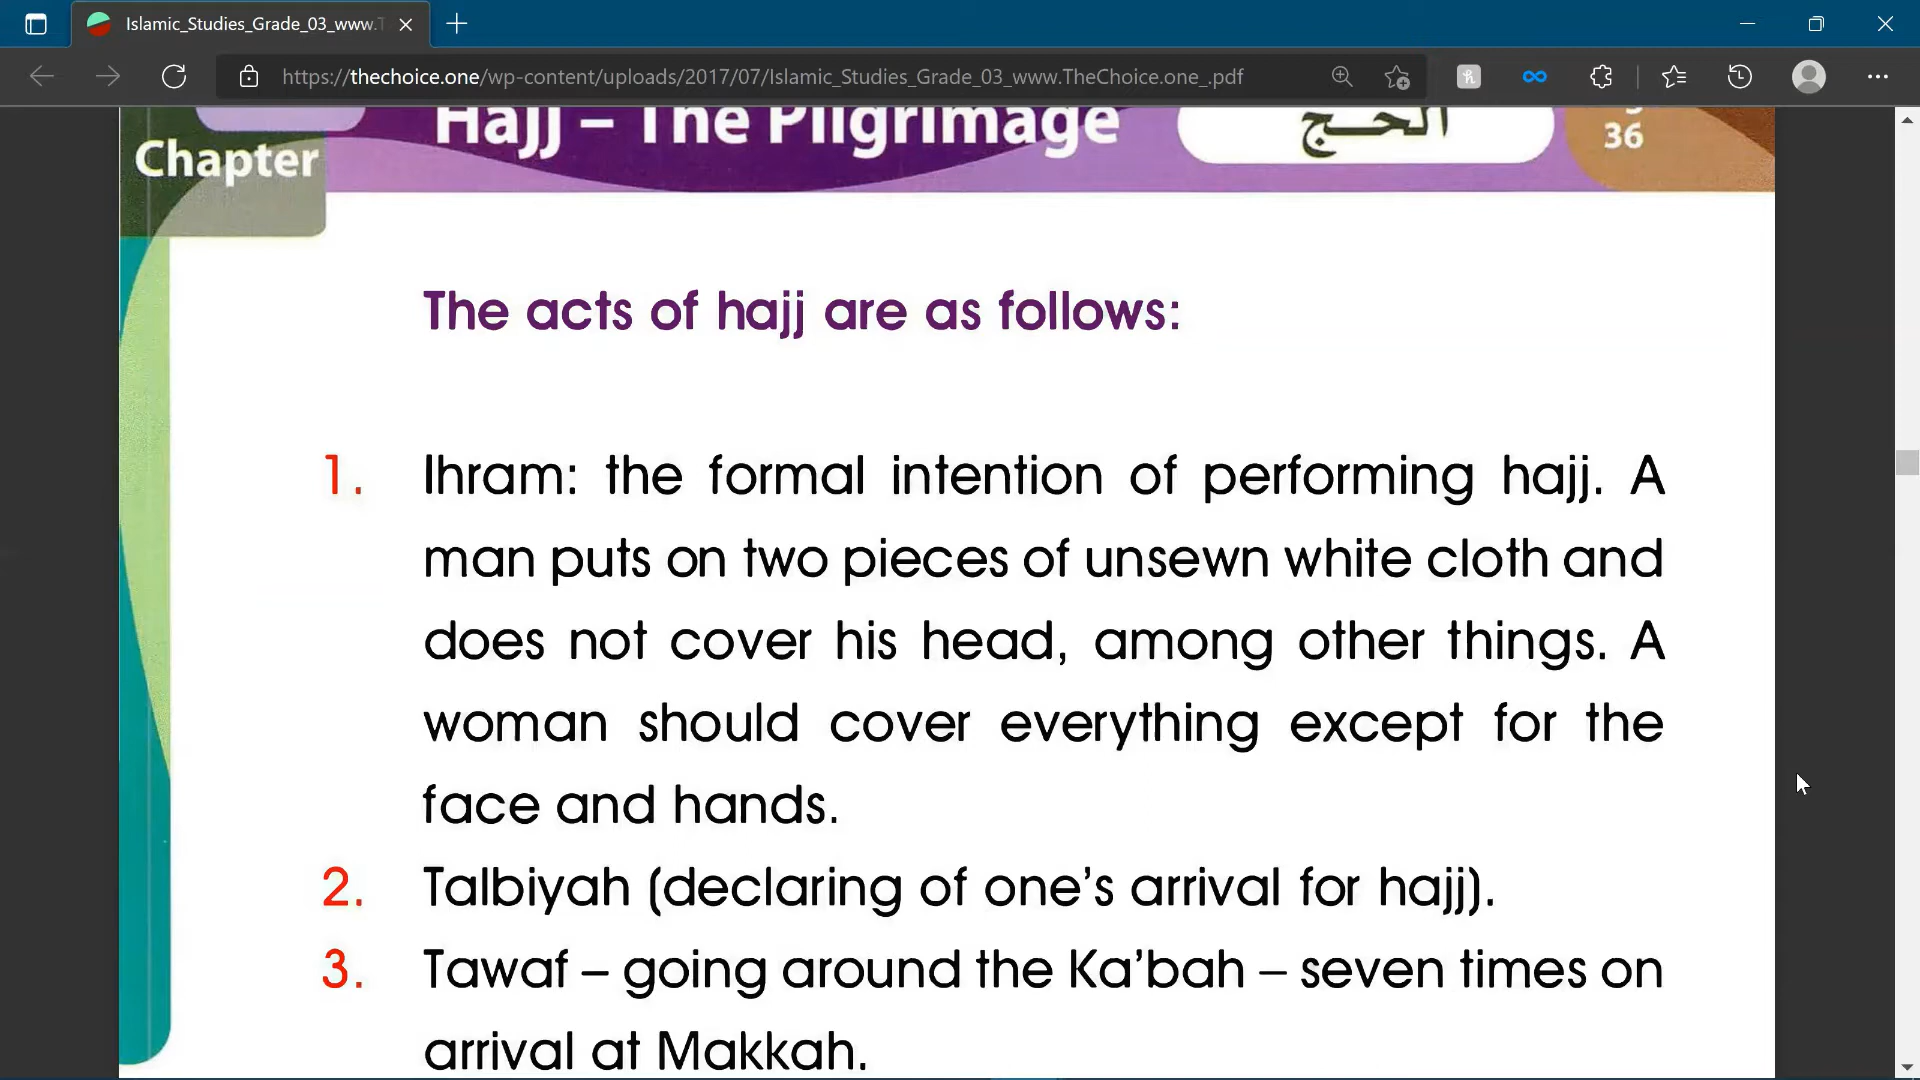 Islamic_Studies_Grade_03_www.T
https://thechoice.one/wp-content/uploads/2017/07/Islamic_Studies_Grade_03_www.TheChoice.one_.pdf
Chapter
Hajj – The Pilgrimage
الحـج
36
The acts of hajj are as follows:
1. Ihram: the formal intention of performing hajj. A
man puts on two pieces of unsewn white cloth and
does not cover his head, among other things. A
woman should cover everything except for the
face and hands.
2. Talbiyah (declaring of one’s arrival for hajj).
3. Tawaf – going around the Ka’bah – seven times on
arrival at Makkah.